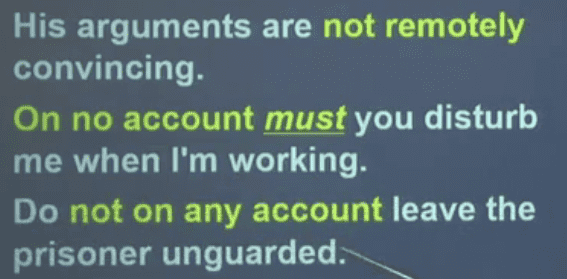 His arguments are not remotely
convincing.
On no account must you disturb
me when I'm working.
Do not on any account leave the
prisoner unguarded.